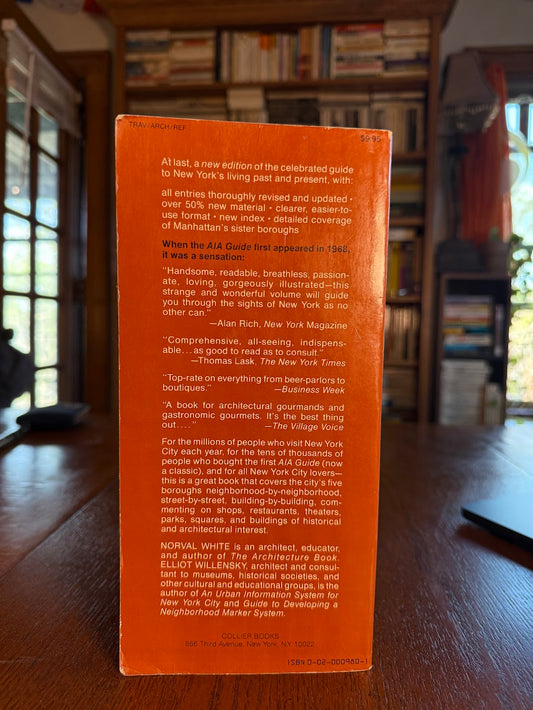 TRAV/ARCH/REF
$9.95
At last, a new edition of the celebrated guide
to New York's living past and present, with:
all entries thoroughly revised and updated •
over 50% new material • clearer, easier-to-
use format • new index • detailed coverage
of Manhattan's sister boroughs
When the AIA Guide first appeared in 1968,
it was a sensation:
"Handsome, readable, breathless, passion-
ate, loving, gorgeously illustrated—this
strange and wonderful volume will guide
you through the sights of New York as no
other can."
—Alan Rich, New York Magazine
"Comprehensive, all-seeing, indispens-
able...as good to read as to consult."
—Thomas Lask, The New York Times
"Top-rate on everything from beer-parlors to
boutiques."
—Business Week
"A book for architectural gourmands and
gastronomic gourmets. It's the best thing
out...."
—The Village Voice
For the millions of people who visit New York
City each year, for the tens of thousands of
people who bought the first AIA Guide (now
a classic), and for all New York City lovers—
this is a great book that covers the city's five
boroughs neighborhood-by-neighborhood,
street-by-street, building-by-building, com-
menting on shops, restaurants, theaters,
parks, squares, and buildings of historical
and architectural interest.
NORVAL WHITE is an architect, educator,
and author of The Architecture Book.
ELLIOT WILLENSKY, architect and consul-
tant to museums, historical societies, and
other cultural and educational groups, is the
author of An Urban Information System for
New York City and Guide to Developing a
Neighborhood Marker System.
COLLIER BOOKS
866 Third Avenue, New York, N.Y. 10022
ISBN 0-02-000980-1